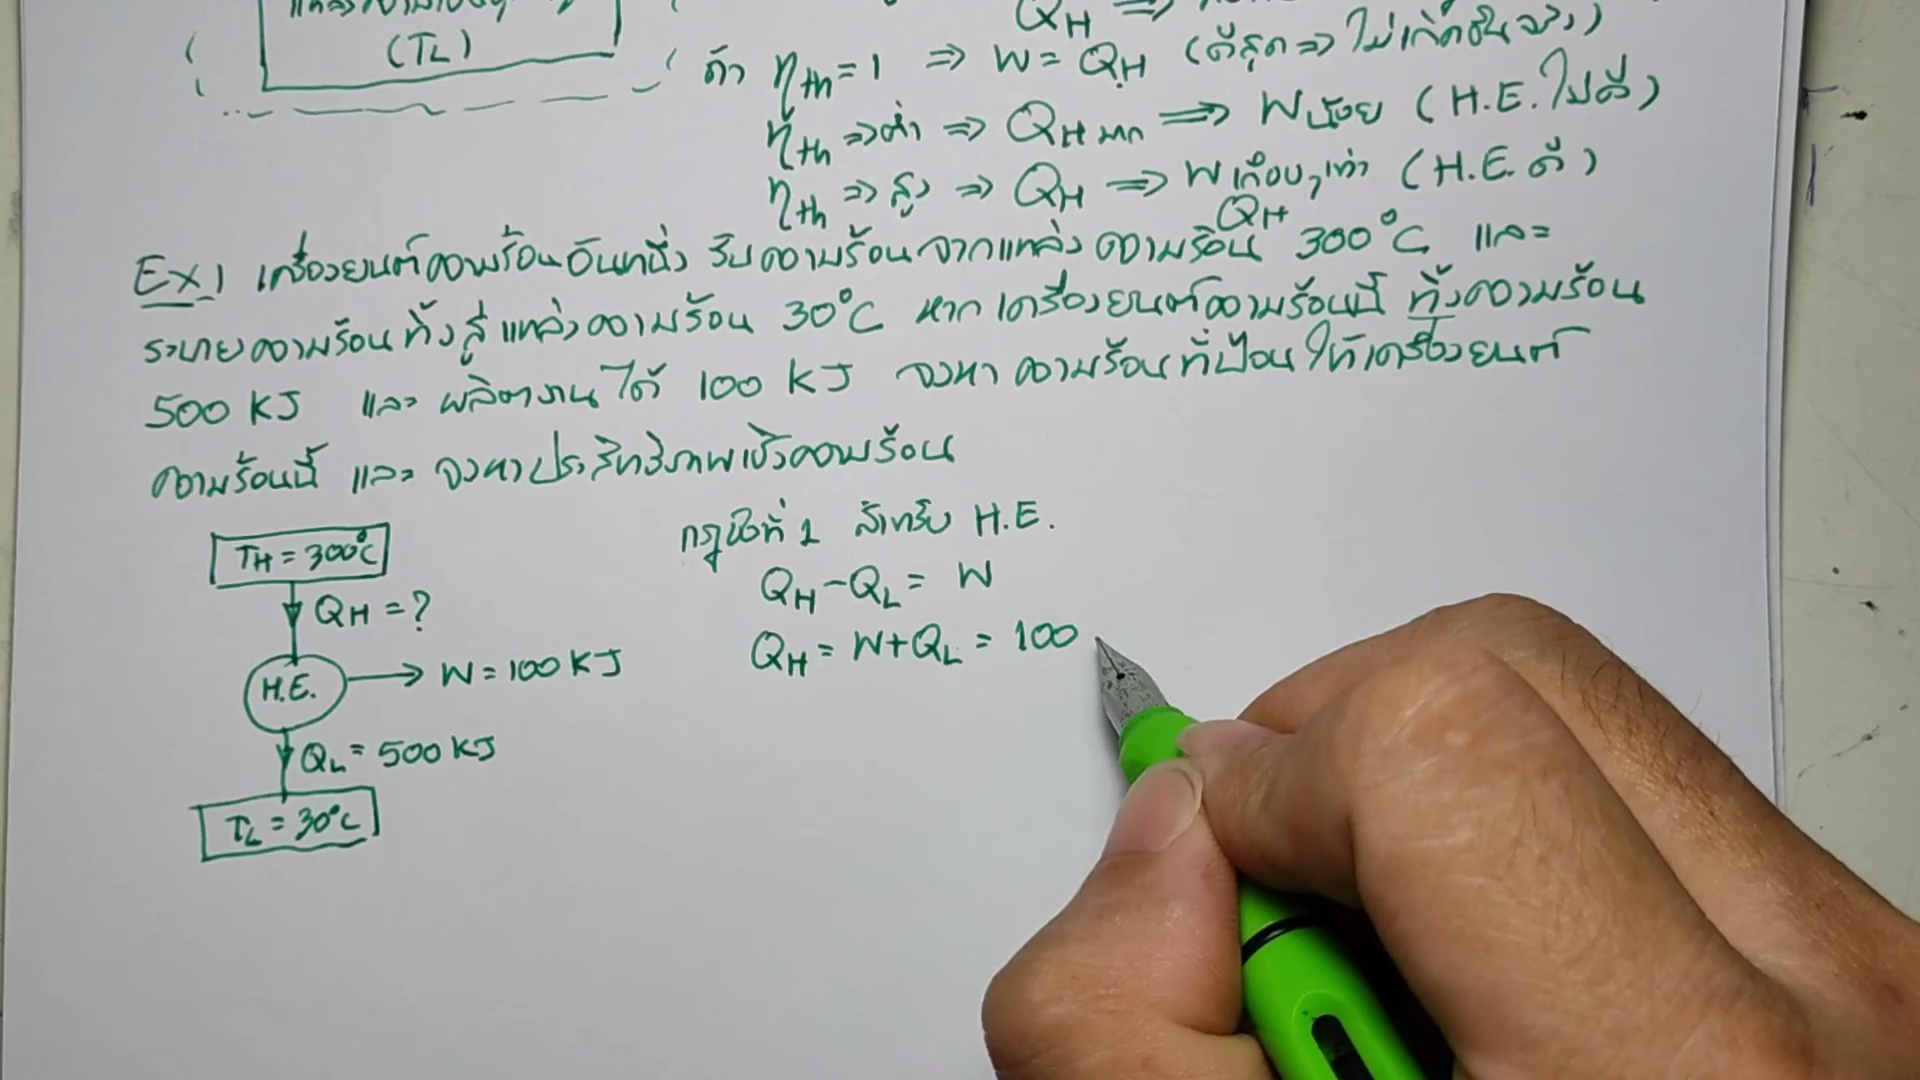 (TL)
QH ⇒
ถ้า ηth = 1 ⇒ W = QH (ดีสุด ⇒ ไม่เกิดขึ้นจริง)
ηth ⇒ ต่ำ ⇒ QH มาก ⇒ W น้อย (H.E. ไม่ดี)
ηth ⇒ สูง ⇒ QH ⇒ W เกือบๆ เท่า QH (H.E. ดี)
Ex.1 เครื่องยนต์ความร้อนอันหนึ่ง รับความร้อนจากแหล่งความร้อน 300°C และ
ระบายความร้อนทิ้งสู่แหล่งความร้อน 30°C หากเครื่องยนต์ความร้อนนี้ ทิ้งความร้อน
500 KJ และ ผลิตงานได้ 100 KJ จงหา ความร้อนที่ป้อนให้เครื่องยนต์
ความร้อนนี้ และ จงหาประสิทธิภาพเชิงความร้อน
TH = 300°C
QH = ?
H.E.
W = 100 KJ
QL = 500 KJ
TL = 30°C
กฎข้อที่ 1 สำหรับ H.E.
QH - QL = W
QH = W + QL = 100